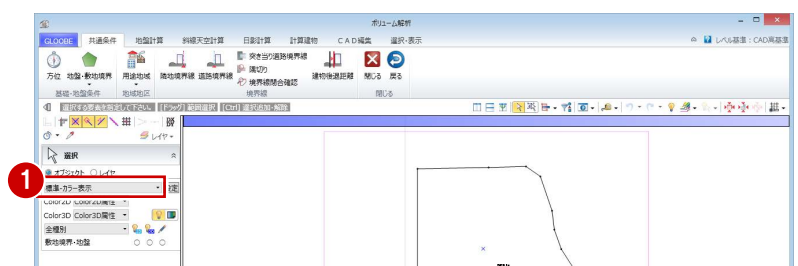 ボリューム解析
GLOOBE 共通条件 地盤計算 斜線天空計算 日影計算 計算建物 CAD編集 選択・表示 レベル基準：CAD再基準
方位 地盤・敷地境界 用途地域 隣地境界線 道路境界線 突き当り道路境界線 隅切り 境界線閉合確認 建物後退距離 閉じる 戻る
基礎・地盤条件 地域地区 境界線 閉じる
選択する要素を指定して下さい。 [ドラッグ] 範囲選択 [Ctrl] 選択追加・解除
レイヤ
選択
オブジェクト レイヤ
1
標準-カラー表示
Color2D Color2D属性
Color3D Color3D属性
全種別
敷地境界・地盤